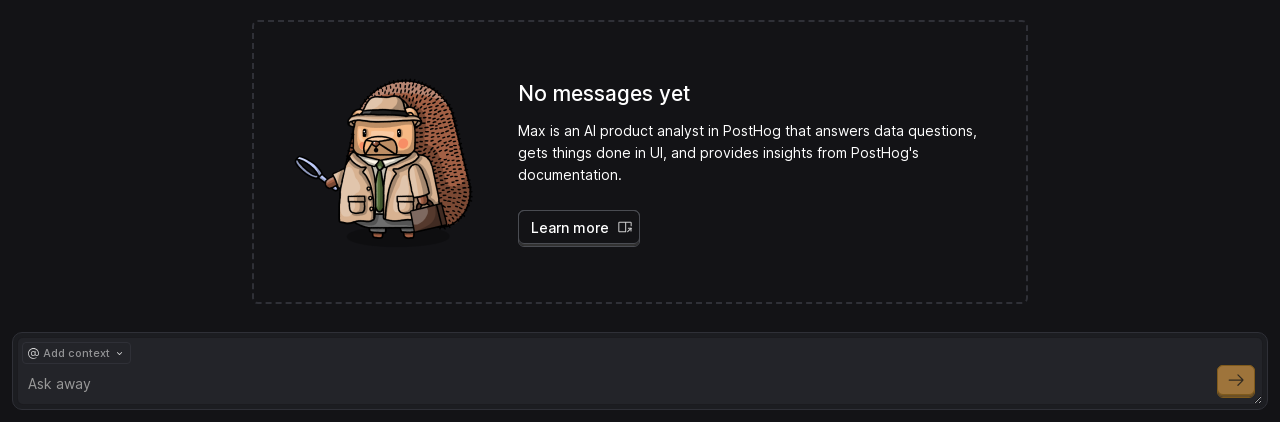 No messages yet
Max is an AI product analyst in PostHog that answers data questions,
gets things done in UI, and provides insights from PostHog's
documentation.
Learn more
@ Add context
Ask away